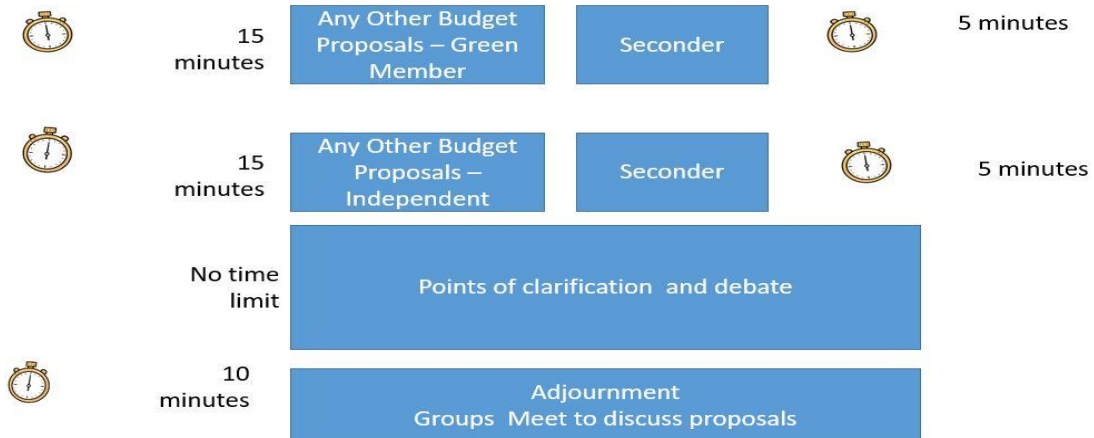 15
minutes
Any Other Budget
Proposals – Green
Member
Seconder
5 minutes
15
minutes
Any Other Budget
Proposals –
Independent
Seconder
5 minutes
No time
limit
Points of clarification and debate
10
minutes
Adjournment
Groups Meet to discuss proposals